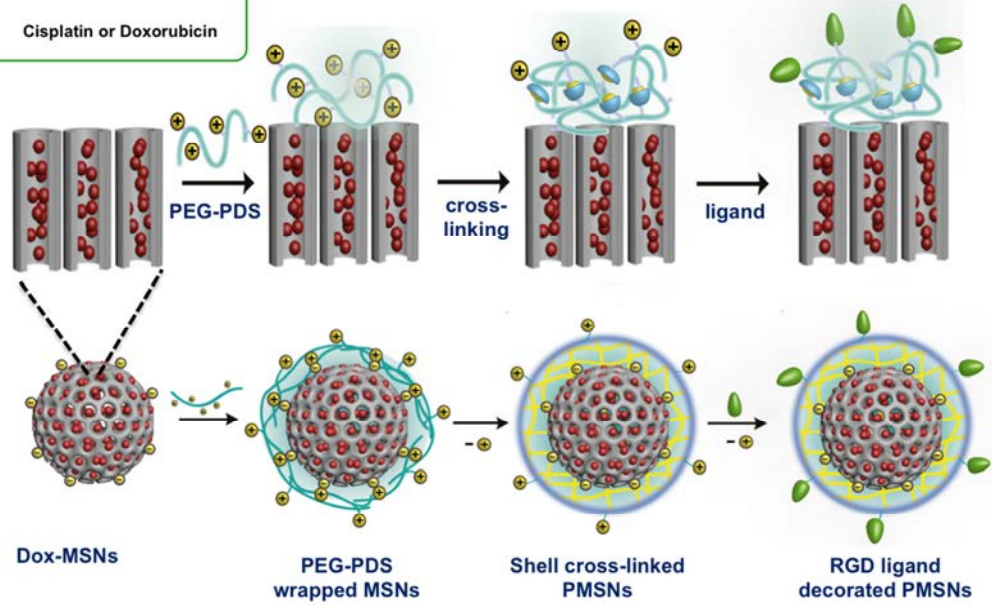 Cisplatin or Doxorubicin
PEG-PDS
cross-
linking
ligand
Dox-MSNs
PEG-PDS
wrapped MSNs
Shell cross-linked
PMSNs
RGD ligand
decorated PMSNs